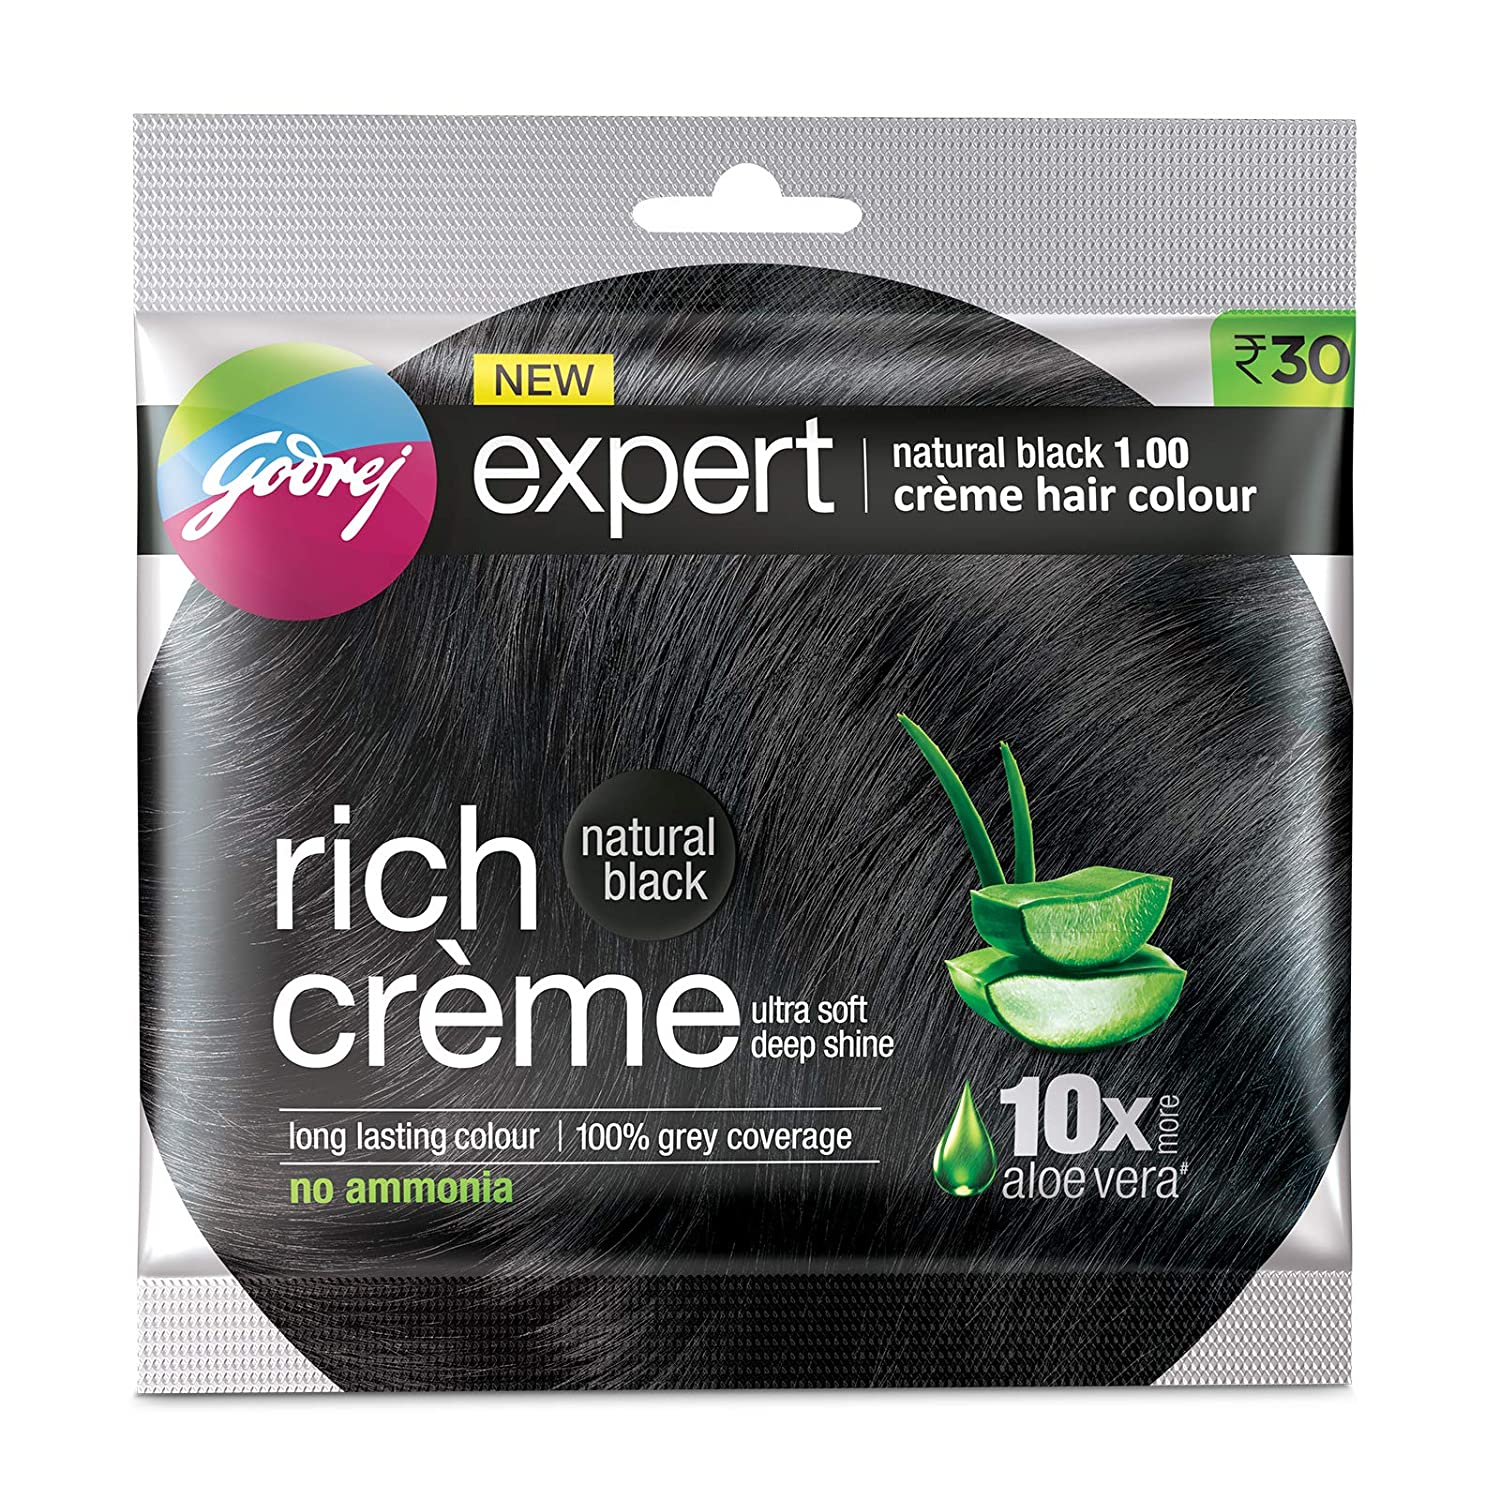 ₹30
NEW
Godrej
expert
natural black 1.00
crème hair colour
rich
crème
natural
black
ultra soft
deep shine
long lasting colour | 100% grey coverage
no ammonia
10x
more
aloe vera#